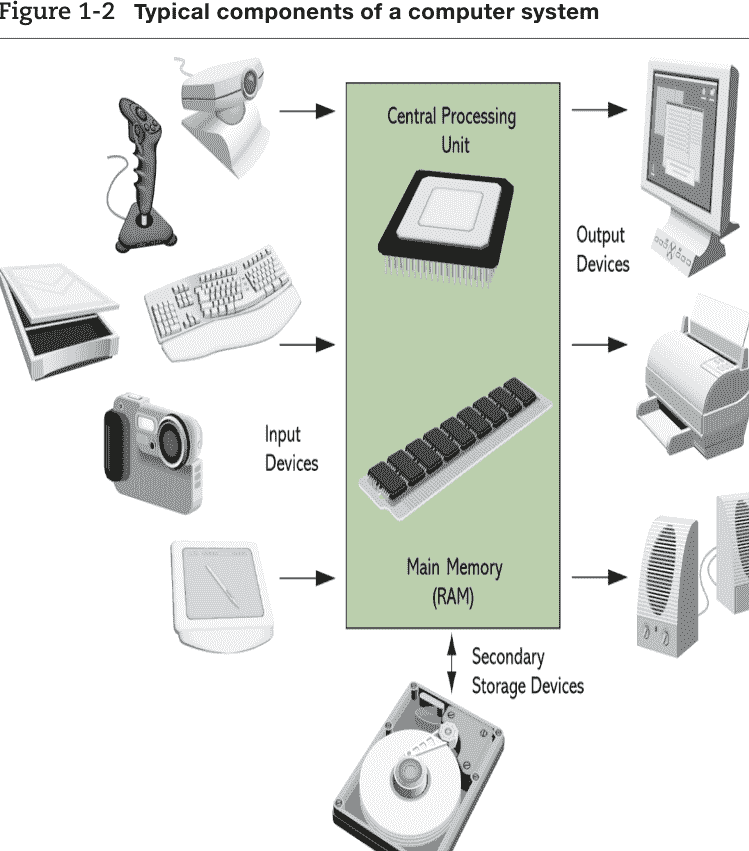 Figure 1-2 Typical components of a computer system
Central Processing
Unit
Output
Devices
Input
Devices
Main Memory
(RAM)
Secondary
Storage Devices